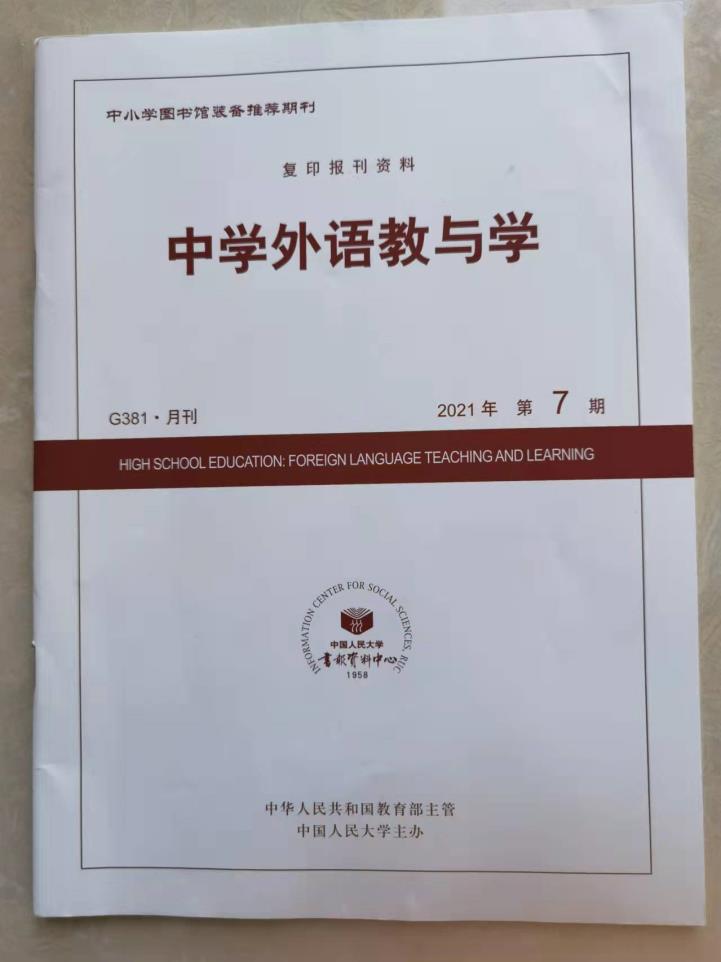 中小学图书馆装备推荐期刊
复印报刊资料
中学外语教与学
G381·月刊
2021年 第 7 期
HIGH SCHOOL EDUCATION: FOREIGN LANGUAGE TEACHING AND LEARNING
INFORMATION CENTER FOR SOCIAL SCIENCES, RUC
中国人民大学
书报资料中心
1958
中华人民共和国教育部主管
中国人民大学主办